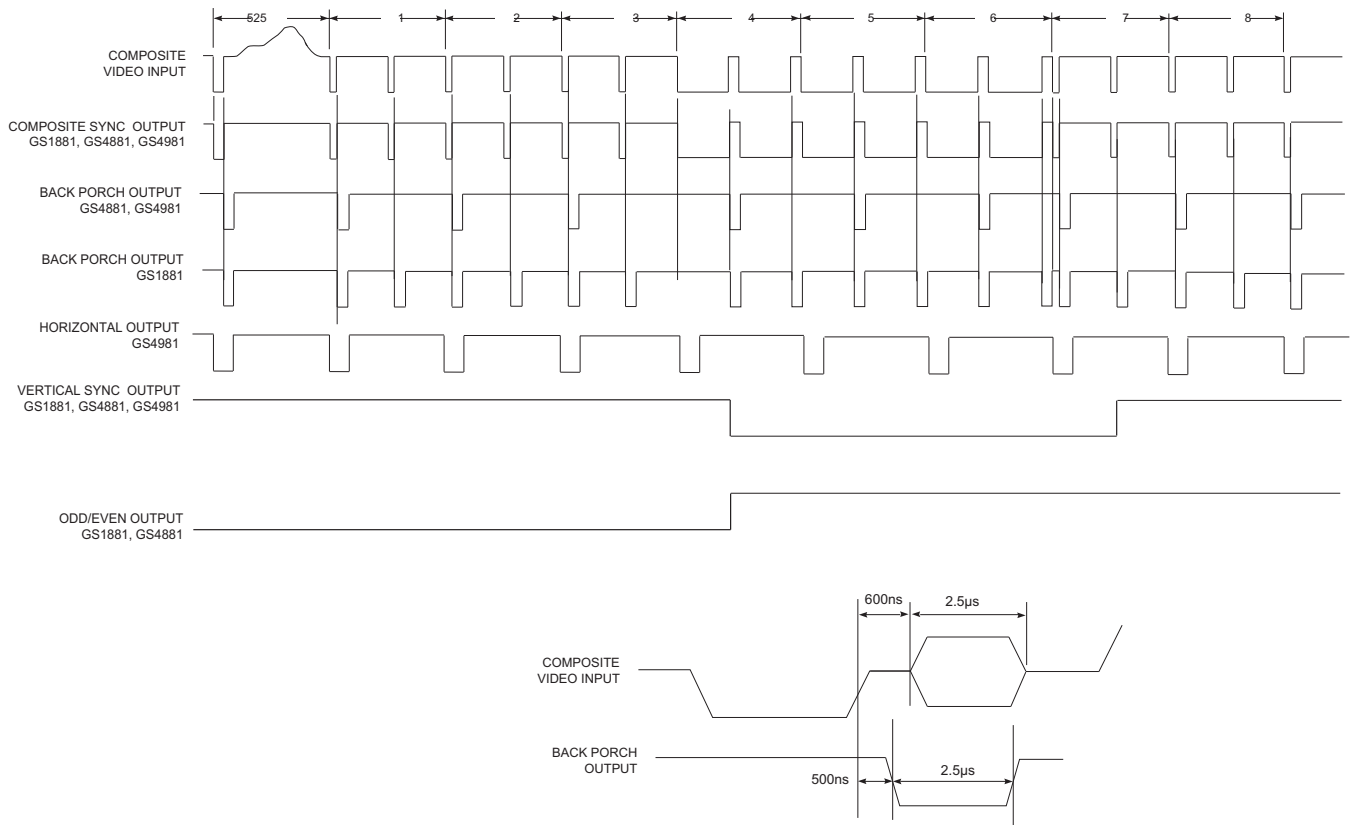 525 1 2 3 4 5 6 7 8
COMPOSITE
VIDEO INPUT
COMPOSITE SYNC OUTPUT
GS1881, GS4881, GS4981
BACK PORCH OUTPUT
GS4881, GS4981
BACK PORCH OUTPUT
GS1881
HORIZONTAL OUTPUT
GS4981
VERTICAL SYNC OUTPUT
GS1881, GS4881, GS4981
ODD/EVEN OUTPUT
GS1881, GS4881
600ns 2.5µs
COMPOSITE
VIDEO INPUT
BACK PORCH
OUTPUT
500ns 2.5µs